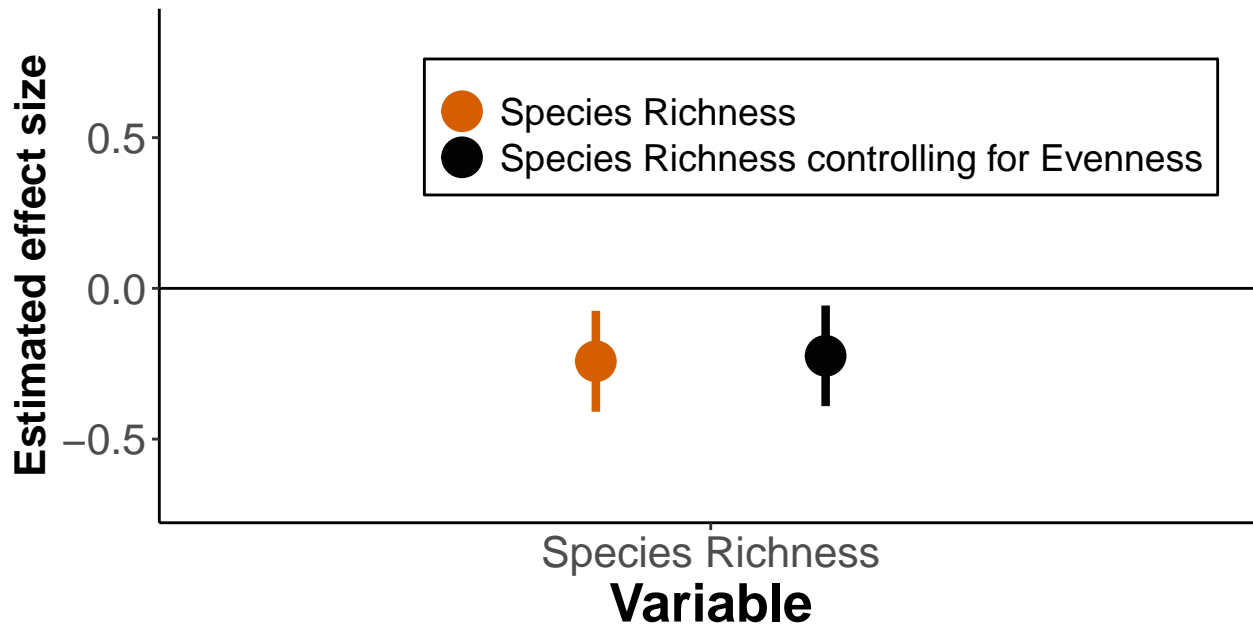 Estimated effect size
0.5
0.0
−0.5
Species Richness
Species Richness controlling for Evenness
Species Richness
Variable